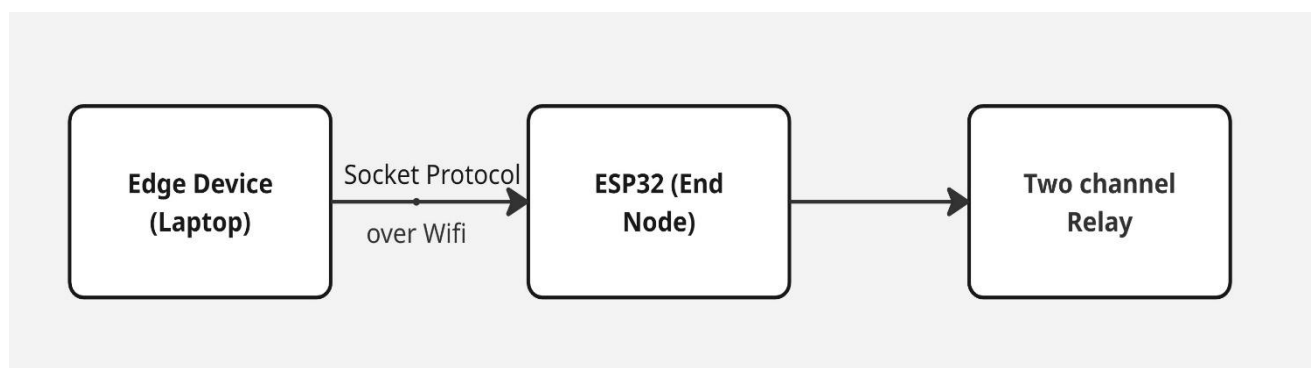 Edge Device
(Laptop)
Socket Protocol
over Wifi
ESP32 (End
Node)
Two channel
Relay